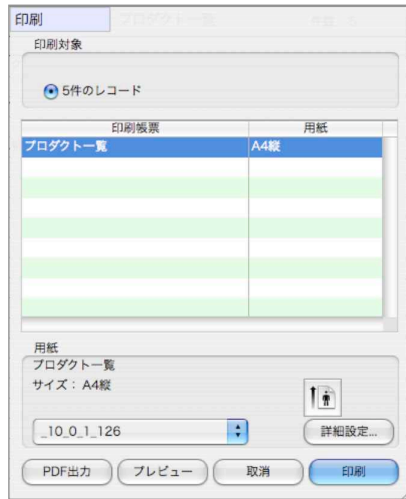 印刷
印刷対象
5件のレコード
印刷帳票 用紙
プロダクト一覧 A4縦
用紙
プロダクト一覧
サイズ： A4縦
_10_0_1_126
詳細設定...
PDF出力 プレビュー 取消 印刷